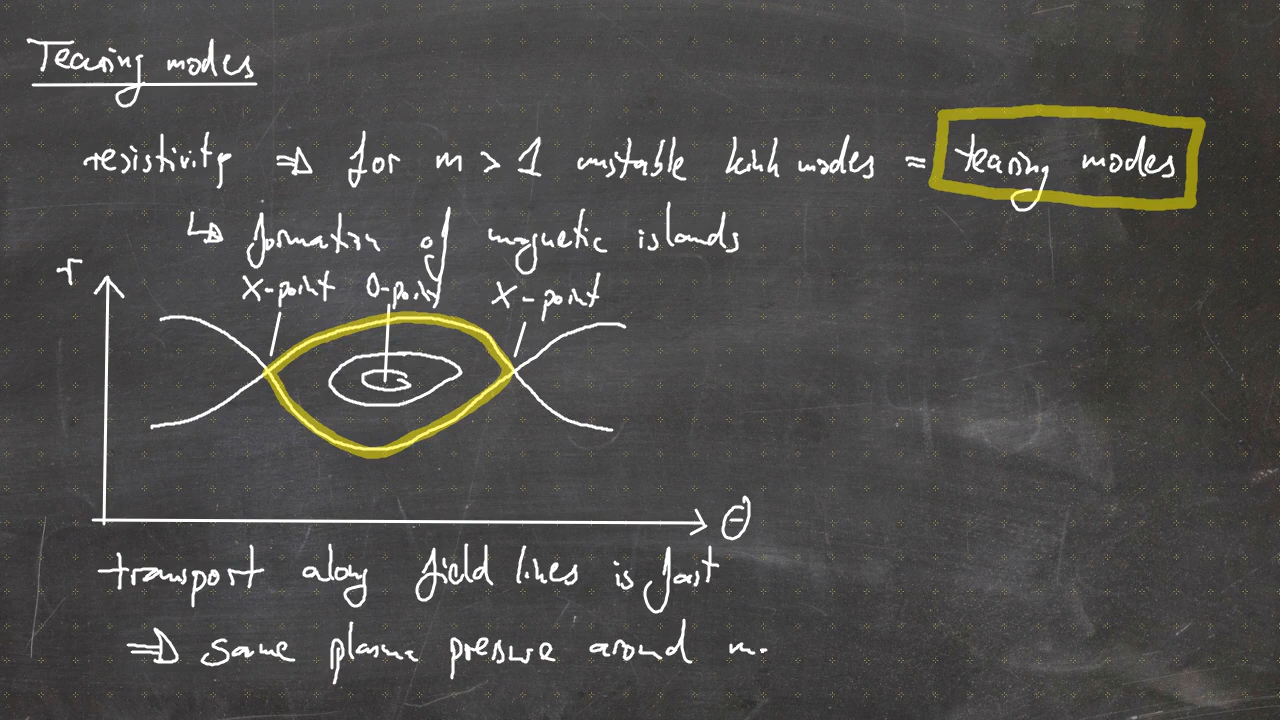 Tearing modes
resistivity ⇒ for m > 1 unstable kink modes = tearing modes
↳ formation of magnetic islands
r
X-point O-point X-point
θ
transport along field lines is fast
⇒ same plasma pressure around m.